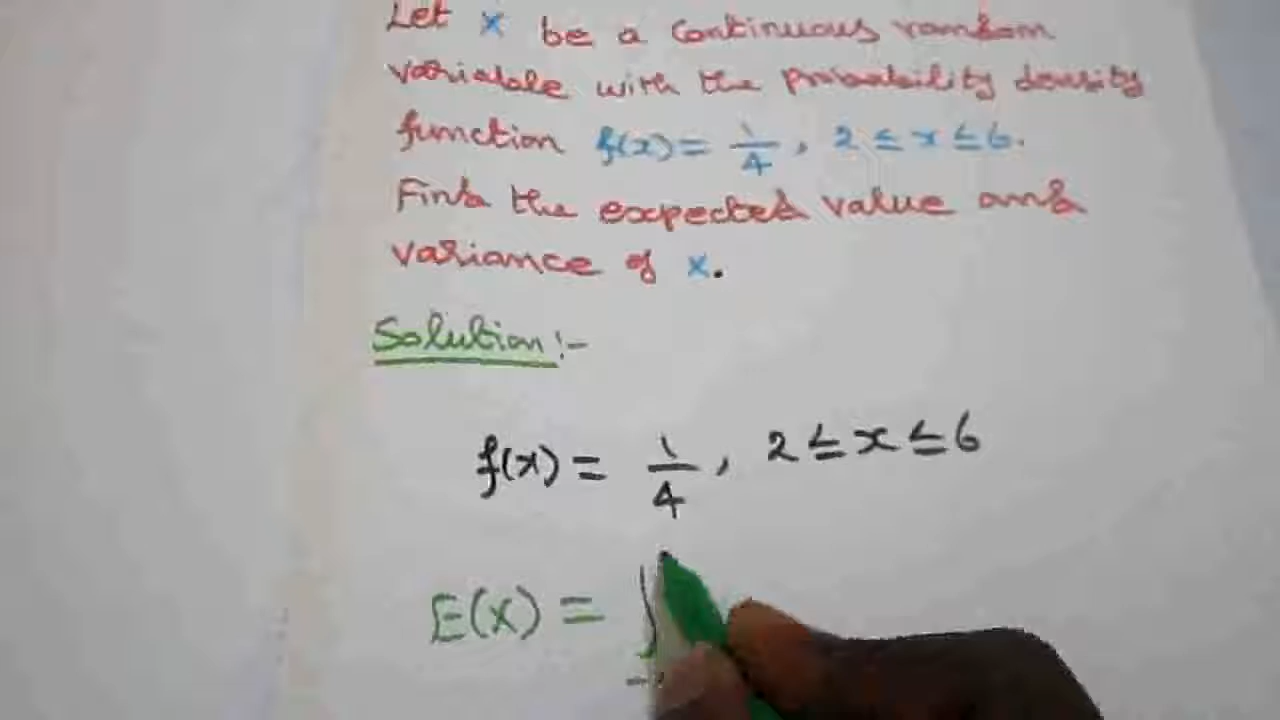 Let X be a continuous random
variable with the probability density
function f(x) = 1/4, 2 ≤ x ≤ 6.
Find the expected value and
variance of X.
Solution:-
f(x) = 1/4, 2 ≤ x ≤ 6
E(X) = ∫